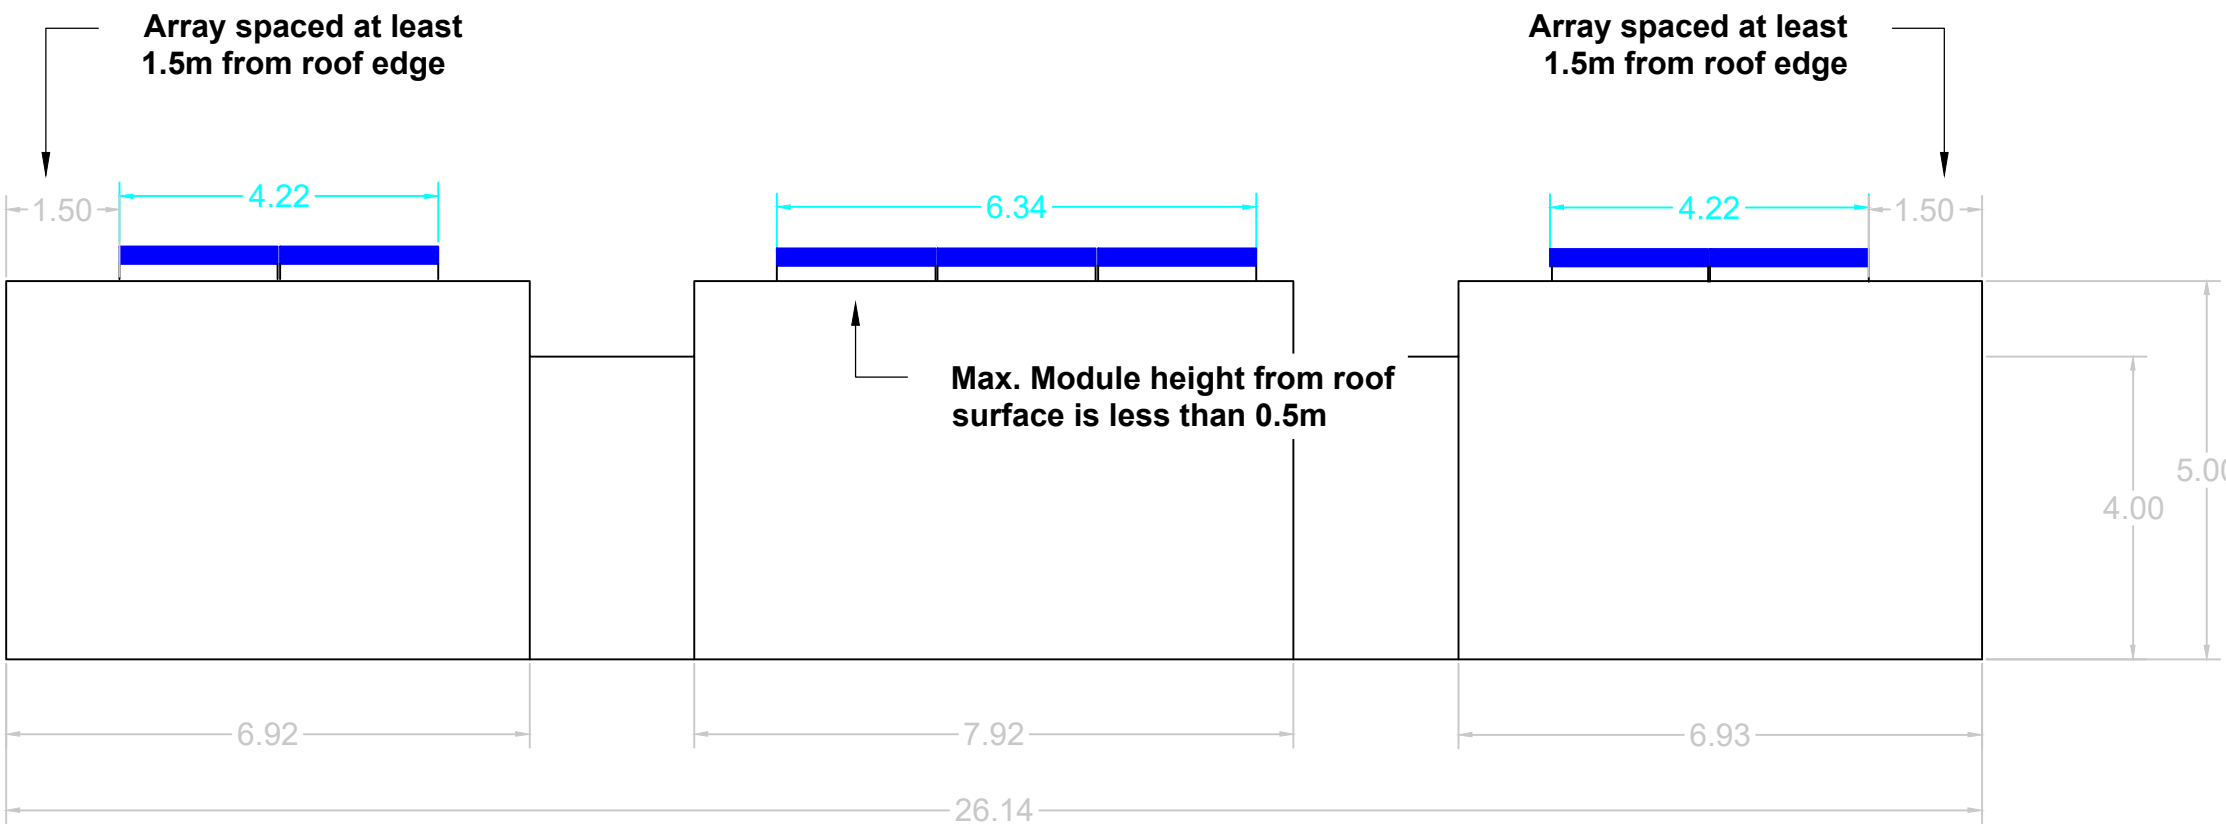 Array spaced at least
1.5m from roof edge
Array spaced at least
1.5m from roof edge
1.50
4.22
6.34
4.22
1.50
Max. Module height from roof
surface is less than 0.5m
5.00
4.00
6.92
7.92
6.93
26.14